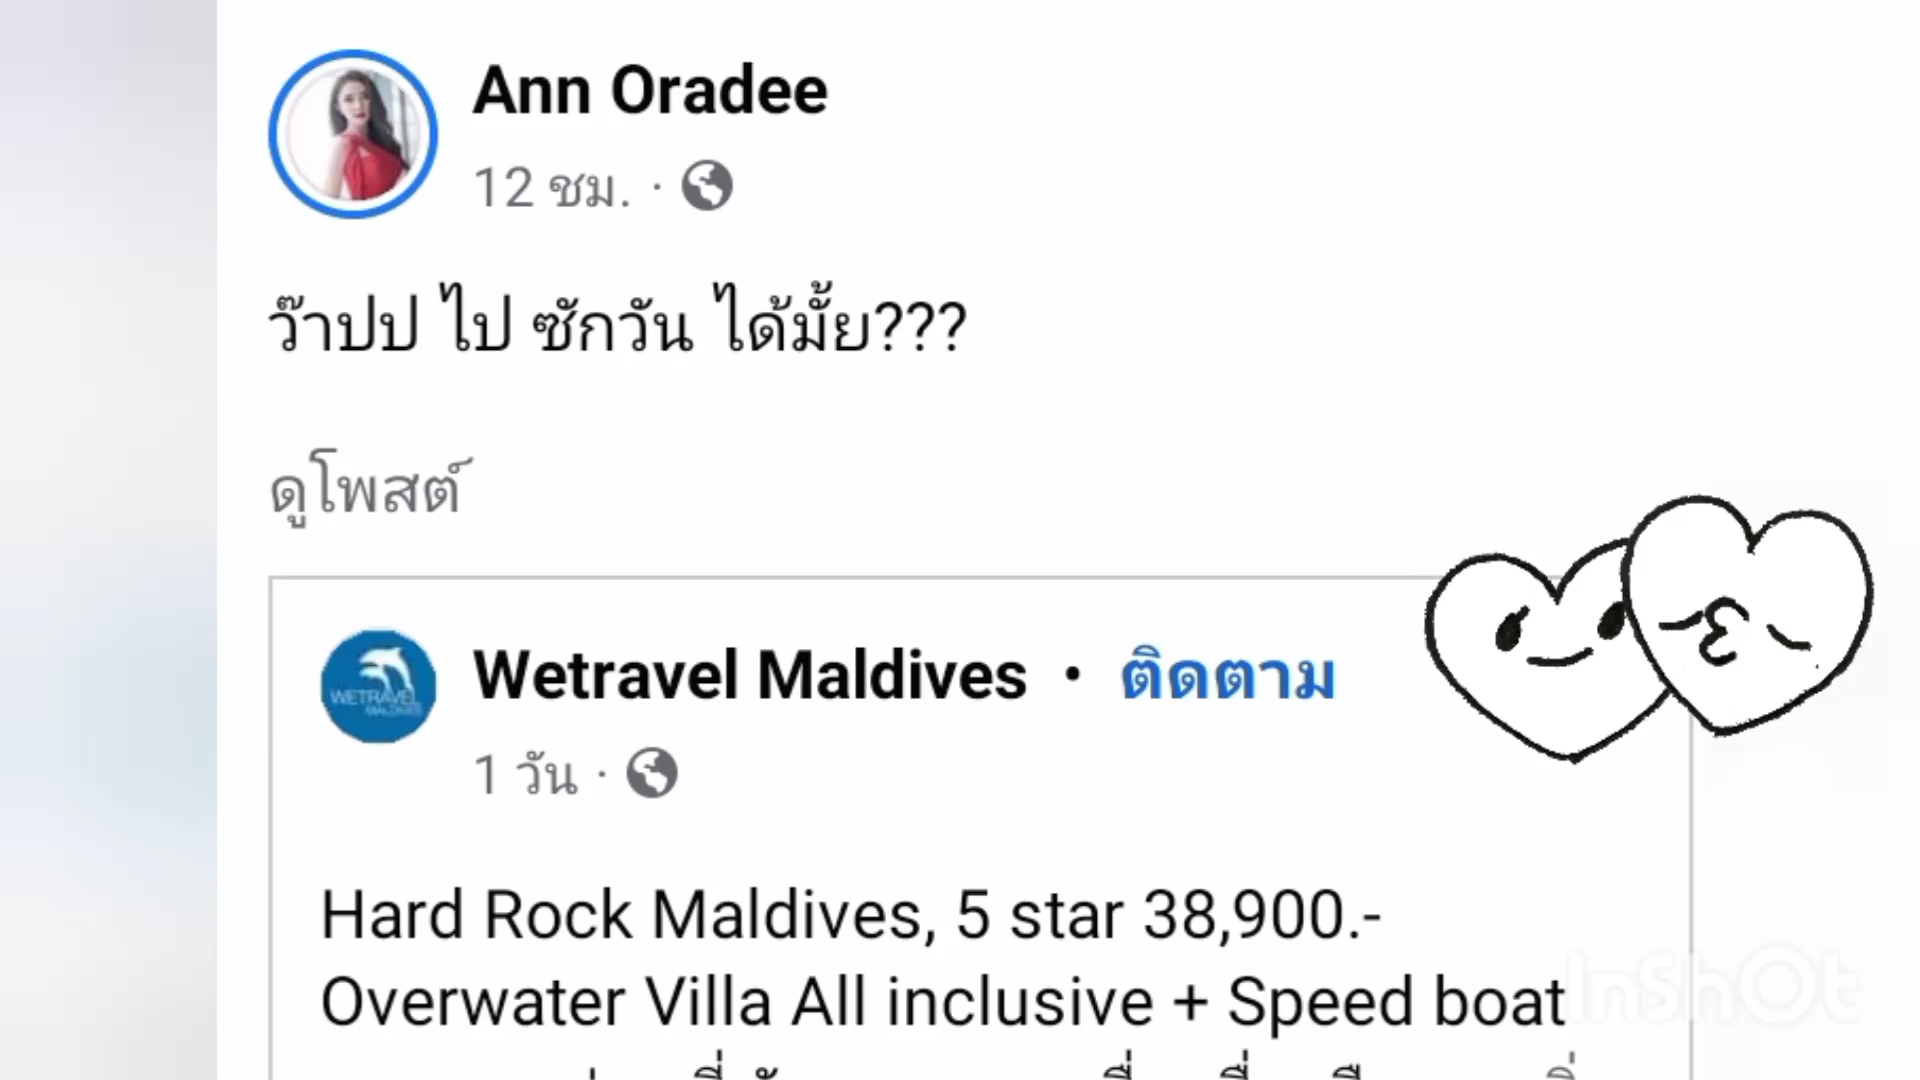 Ann Oradee
12 ชม. ·
ว๊าปป ไป ซักวัน ได้มั้ย???
ดูโพสต์
WETRAVEL
MALDIVES
Wetravel Maldives · ติดตาม
1 วัน ·
Hard Rock Maldives, 5 star 38,900.-
Overwater Villa All inclusive + Speed boat
InShOt